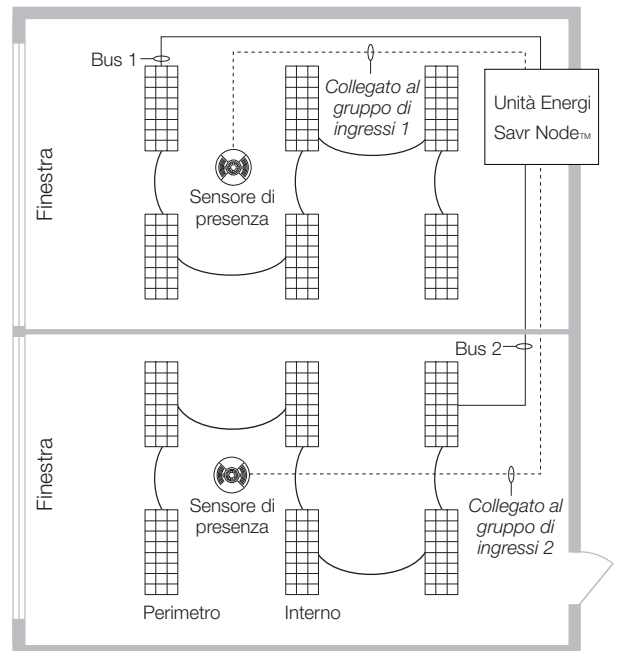 Bus 1
Collegato al
gruppo di
ingressi 1
Unità Energi
Savr Node™
Finestra
Sensore di
presenza
Bus 2
Finestra
Sensore di
presenza
Collegato al
gruppo di
ingressi 2
Perimetro
Interno